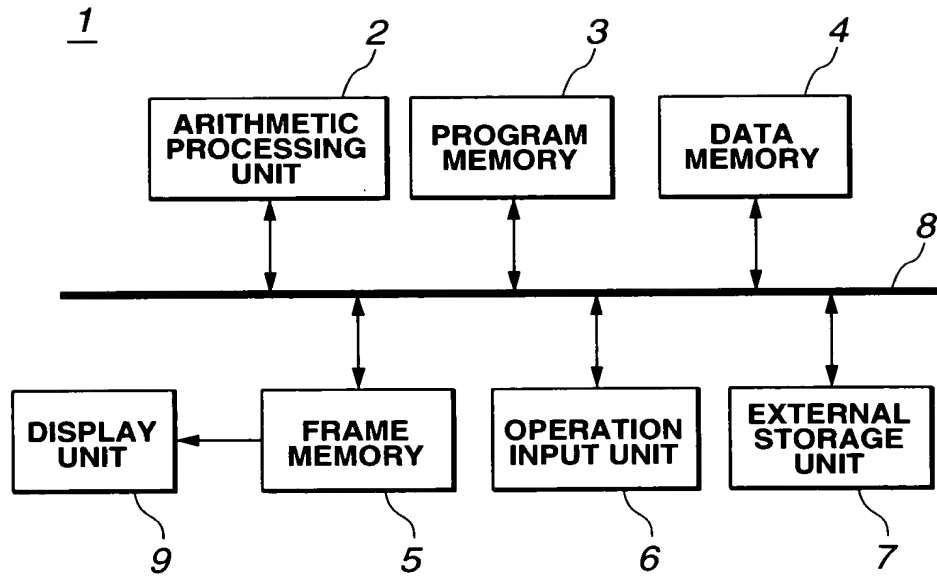 1
2
3
4
ARITHMETIC
PROCESSING
UNIT
PROGRAM
MEMORY
DATA
MEMORY
8
DISPLAY
UNIT
FRAME
MEMORY
OPERATION
INPUT UNIT
EXTERNAL
STORAGE
UNIT
9
5
6
7